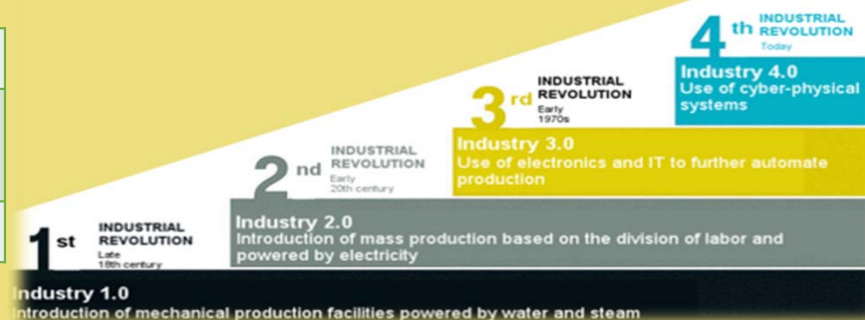 4th INDUSTRIAL
REVOLUTION
Today
Industry 4.0
Use of cyber-physical
systems
3rd INDUSTRIAL
REVOLUTION
Early
1970s
Industry 3.0
Use of electronics and IT to further automate
production
2nd INDUSTRIAL
REVOLUTION
Early
20th century
Industry 2.0
Introduction of mass production based on the division of labor and
powered by electricity
1st INDUSTRIAL
REVOLUTION
Late
18th century
Industry 1.0
Introduction of mechanical production facilities powered by water and steam